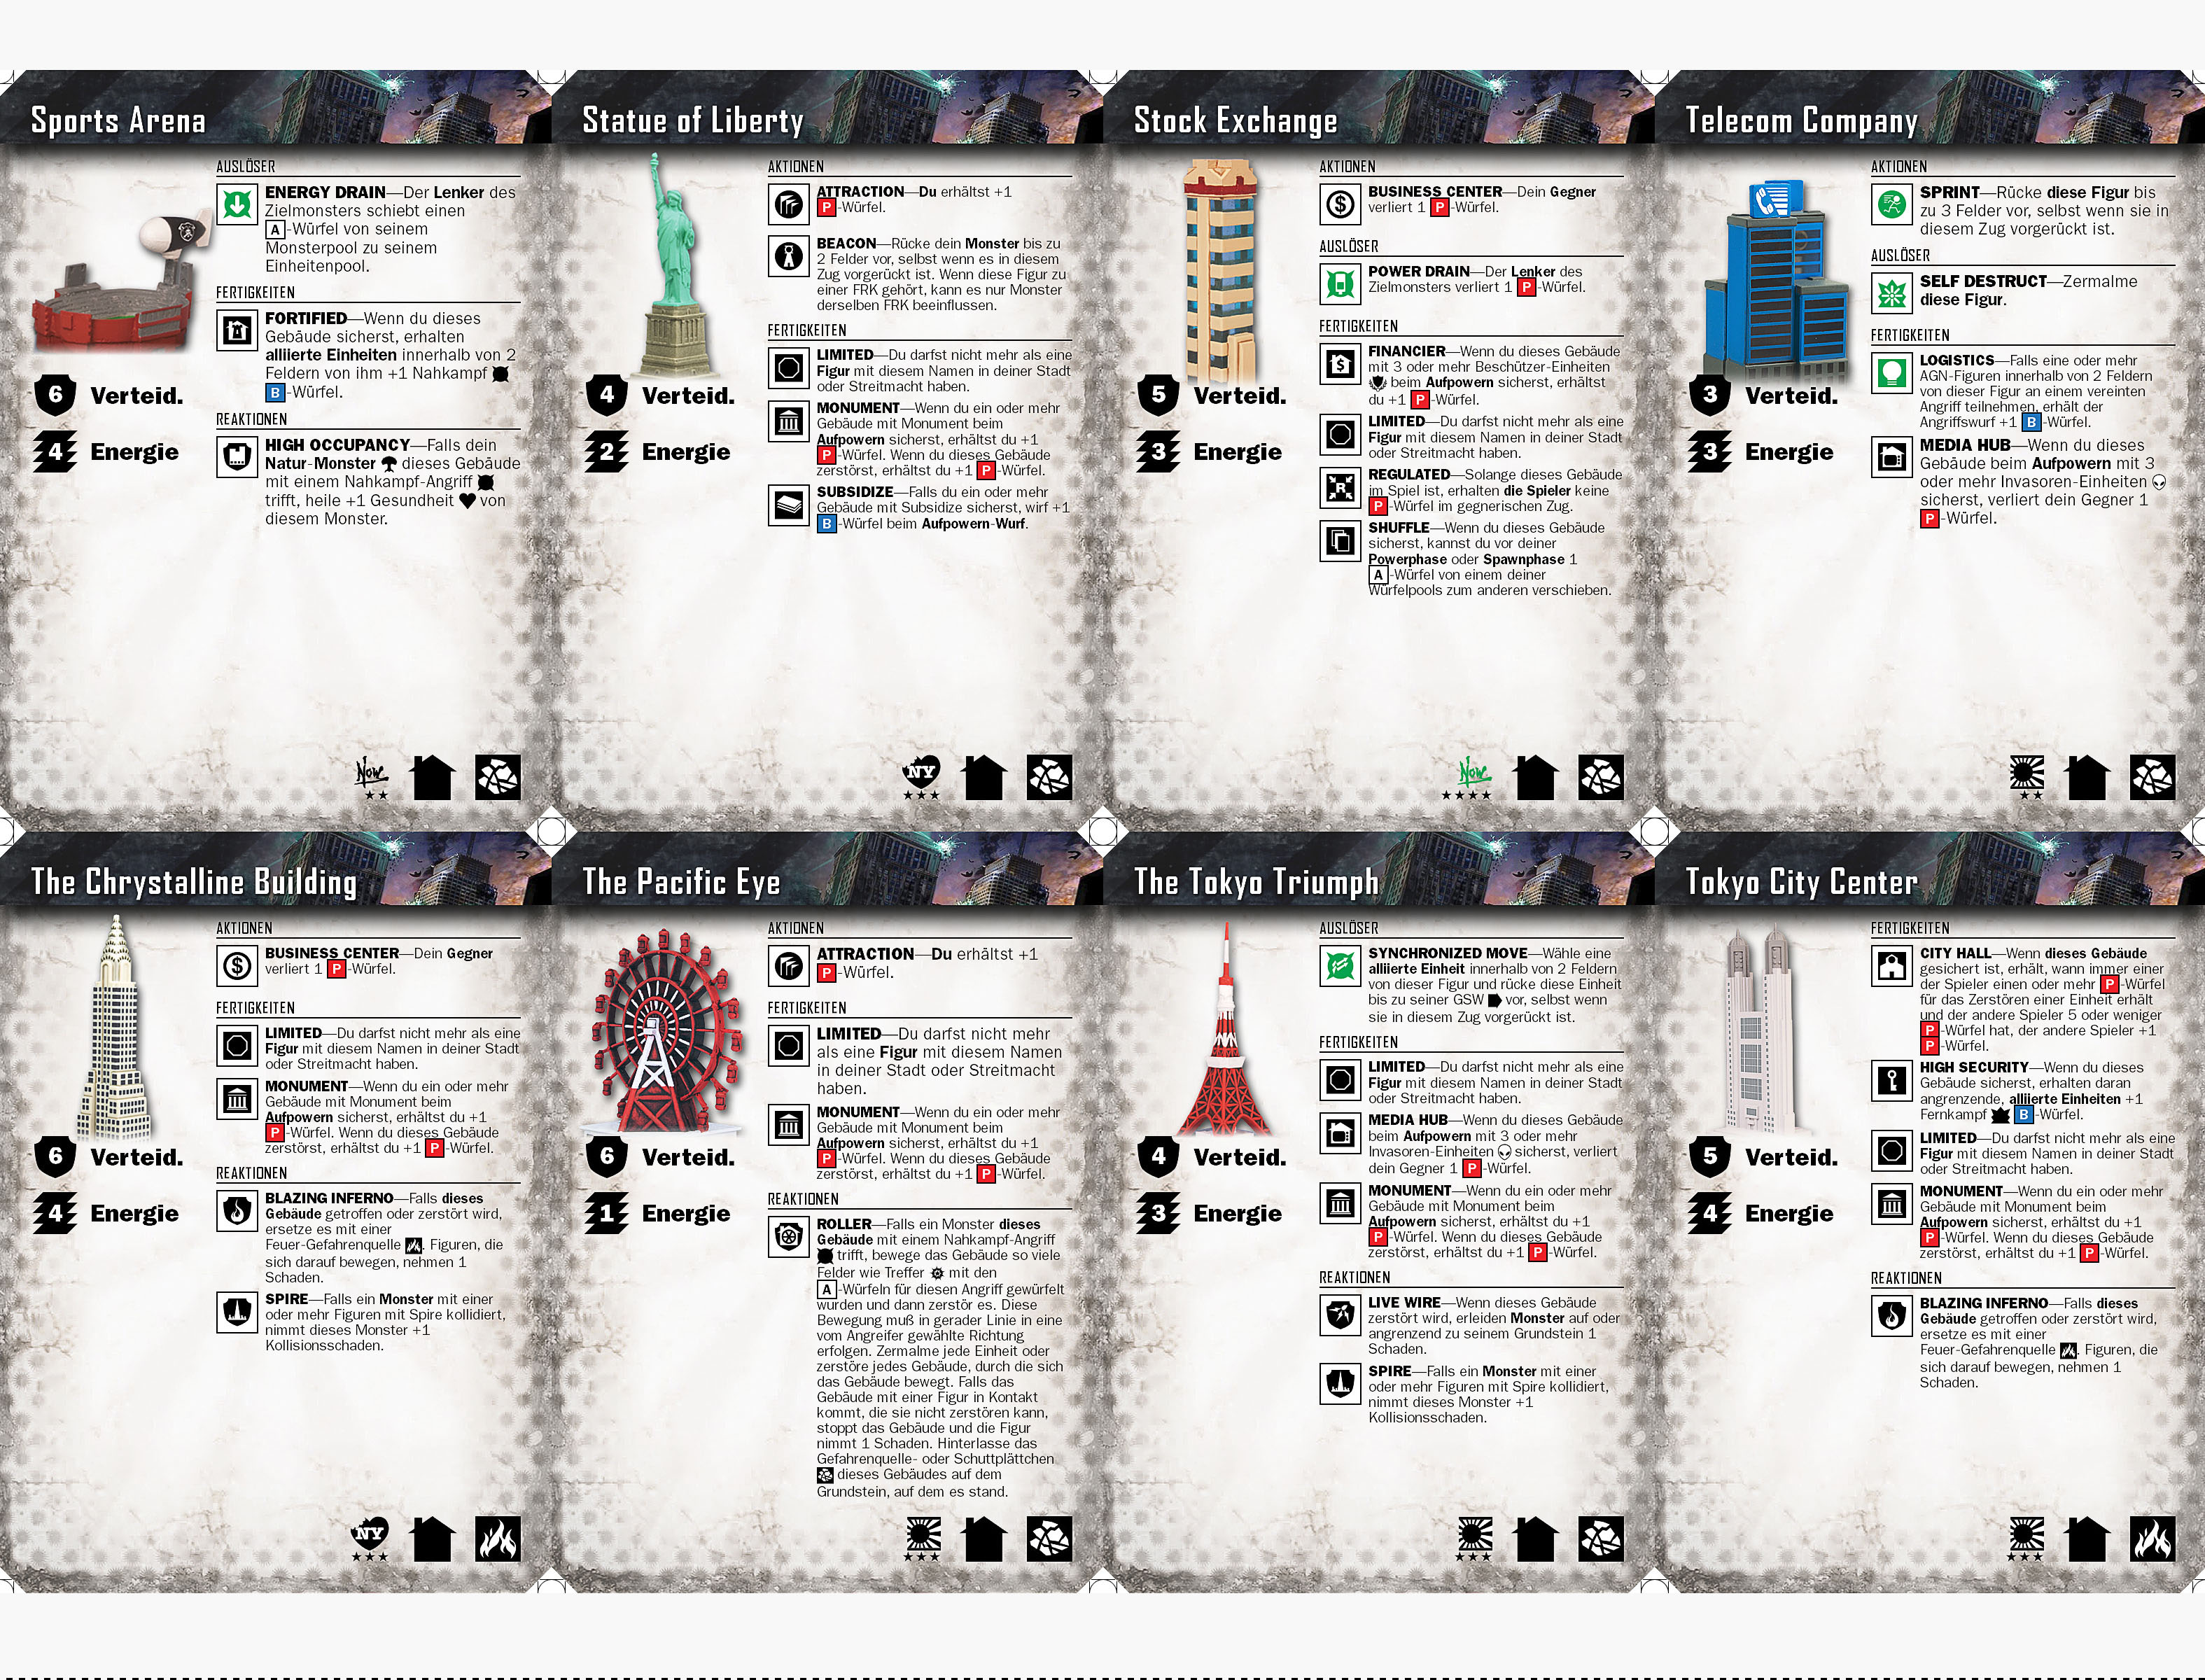 Sports Arena
AUSLÖSER
ENERGY DRAIN—Der Lenker des
Zielmonsters schiebt einen
A-Würfel von seinem
Monsterpool zu seinem
Einheitenpool.
FERTIGKEITEN
FORTIFIED—Wenn du dieses
Gebäude sicherst, erhalten
alliierte Einheiten innerhalb von 2
Feldern von ihm +1 Nahkampf
B-Würfel.
REAKTIONEN
HIGH OCCUPANCY—Falls dein
Natur-Monster dieses Gebäude
mit einem Nahkampf-Angriff
trifft, heile +1 Gesundheit von
diesem Monster.
6 Verteid.
4 Energie
Now
Statue of Liberty
AKTIONEN
ATTRACTION—Du erhältst +1
P-Würfel.
BEACON—Rücke dein Monster bis zu
2 Felder vor, selbst wenn es in diesem
Zug vorgerückt ist. Wenn diese Figur zu
einer FRK gehört, kann es nur Monster
derselben FRK beeinflussen.
FERTIGKEITEN
LIMITED—Du darfst nicht mehr als eine
Figur mit diesem Namen in deiner Stadt
oder Streitmacht haben.
MONUMENT—Wenn du ein oder mehr
Gebäude mit Monument beim
Aufpowern sicherst, erhältst du +1
P-Würfel. Wenn du dieses Gebäude
zerstörst, erhältst du +1 P-Würfel.
SUBSIDIZE—Falls du ein oder mehr
Gebäude mit Subsidize sicherst, wirf +1
B-Würfel beim Aufpowern-Wurf.
4 Verteid.
2 Energie
NY
Stock Exchange
AKTIONEN
BUSINESS CENTER—Dein Gegner
verliert 1 P-Würfel.
AUSLÖSER
POWER DRAIN—Der Lenker des
Zielmonsters verliert 1 P-Würfel.
FERTIGKEITEN
FINANCIER—Wenn du dieses Gebäude
mit 3 oder mehr Beschützer-Einheiten
beim Aufpowern sicherst, erhältst
du +1 P-Würfel.
LIMITED—Du darfst nicht mehr als eine
Figur mit diesem Namen in deiner Stadt
oder Streitmacht haben.
REGULATED—Solange dieses Gebäude
im Spiel ist, erhalten die Spieler keine
P-Würfel im gegnerischen Zug.
SHUFFLE—Wenn du dieses Gebäude
sicherst, kannst du vor deiner
Powerphase oder Spawnphase 1
A-Würfel von einem deiner
Würfelpools zum anderen verschieben.
5 Verteid.
3 Energie
Now
Telecom Company
AKTIONEN
SPRINT—Rücke diese Figur bis
zu 3 Felder vor, selbst wenn sie in
diesem Zug vorgerückt ist.
AUSLÖSER
SELF DESTRUCT—Zermalme
diese Figur.
FERTIGKEITEN
LOGISTICS—Falls eine oder mehr
AGN-Figuren innerhalb von 2 Feldern
von dieser Figur an einem vereinten
Angriff teilnehmen, erhält der
Angriffswurf +1 B-Würfel.
MEDIA HUB—Wenn du dieses
Gebäude beim Aufpowern mit 3
oder mehr Invasoren-Einheiten
sicherst, verliert dein Gegner 1
P-Würfel.
3 Verteid.
3 Energie
The Chrystalline Building
AKTIONEN
BUSINESS CENTER—Dein Gegner
verliert 1 P-Würfel.
FERTIGKEITEN
LIMITED—Du darfst nicht mehr als eine
Figur mit diesem Namen in deiner Stadt
oder Streitmacht haben.
MONUMENT—Wenn du ein oder mehr
Gebäude mit Monument beim
Aufpowern sicherst, erhältst du +1
P-Würfel. Wenn du dieses Gebäude
zerstörst, erhältst du +1 P-Würfel.
REAKTIONEN
BLAZING INFERNO—Falls dieses
Gebäude getroffen oder zerstört wird,
ersetze es mit einer
Feuer-Gefahrenquelle. Figuren, die
sich darauf bewegen, nehmen 1
Schaden.
SPIRE—Falls ein Monster mit einer
oder mehr Figuren mit Spire kollidiert,
nimmt dieses Monster +1
Kollisionsschaden.
6 Verteid.
4 Energie
NY
The Pacific Eye
AKTIONEN
ATTRACTION—Du erhältst +1
P-Würfel.
FERTIGKEITEN
LIMITED—Du darfst nicht mehr
als eine Figur mit diesem Namen
in deiner Stadt oder Streitmacht
haben.
MONUMENT—Wenn du ein oder mehr
Gebäude mit Monument beim
Aufpowern sicherst, erhältst du +1
P-Würfel. Wenn du dieses Gebäude
zerstörst, erhältst du +1 P-Würfel.
REAKTIONEN
ROLLER—Falls ein Monster dieses
Gebäude mit einem Nahkampf-Angriff
trifft, bewege das Gebäude so viele
Felder wie Treffer mit den
A-Würfeln für diesen Angriff gewürfelt
wurden und dann zerstör es. Diese
Bewegung muß in gerader Linie in eine
vom Angreifer gewählte Richtung
erfolgen. Zermalme jede Einheit oder
zerstöre jedes Gebäude, durch die sich
das Gebäude bewegt. Falls das
Gebäude mit einer Figur in Kontakt
kommt, die sie nicht zerstören kann,
stoppt das Gebäude und die Figur
nimmt 1 Schaden. Hinterlasse das
Gefahrenquelle- oder Schuttplättchen
dieses Gebäudes auf dem
Grundstein, auf dem es stand.
6 Verteid.
1 Energie
The Tokyo Triumph
AUSLÖSER
SYNCHRONIZED MOVE—Wähle eine
alliierte Einheit innerhalb von 2 Feldern
von dieser Figur und rücke diese Einheit
bis zu seiner GSW vor, selbst wenn
sie in diesem Zug vorgerückt ist.
FERTIGKEITEN
LIMITED—Du darfst nicht mehr als eine
Figur mit diesem Namen in deiner Stadt
oder Streitmacht haben.
MEDIA HUB—Wenn du dieses Gebäude
beim Aufpowern mit 3 oder mehr
Invasoren-Einheiten sicherst, verliert
dein Gegner 1 P-Würfel.
MONUMENT—Wenn du ein oder mehr
Gebäude mit Monument beim
Aufpowern sicherst, erhältst du +1
P-Würfel. Wenn du dieses Gebäude
zerstörst, erhältst du +1 P-Würfel.
REAKTIONEN
LIVE WIRE—Wenn dieses Gebäude
zerstört wird, erleiden Monster auf oder
angrenzend zu seinem Grundstein 1
Schaden.
SPIRE—Falls ein Monster mit einer
oder mehr Figuren mit Spire kollidiert,
nimmt dieses Monster +1
Kollisionsschaden.
4 Verteid.
3 Energie
Tokyo City Center
FERTIGKEITEN
CITY HALL—Wenn dieses Gebäude
gesichert ist, erhält, wann immer einer
der Spieler einen oder mehr P-Würfel
für das Zerstören einer Einheit erhält
und der andere Spieler 5 oder weniger
P-Würfel hat, der andere Spieler +1
P-Würfel.
HIGH SECURITY—Wenn du dieses
Gebäude sicherst, erhalten daran
angrenzende, alliierte Einheiten +1
Fernkampf B-Würfel.
LIMITED—Du darfst nicht mehr als eine
Figur mit diesem Namen in deiner Stadt
oder Streitmacht haben.
MONUMENT—Wenn du ein oder mehr
Gebäude mit Monument beim
Aufpowern sicherst, erhältst du +1
P-Würfel. Wenn du dieses Gebäude
zerstörst, erhältst du +1 P-Würfel.
REAKTIONEN
BLAZING INFERNO—Falls dieses
Gebäude getroffen oder zerstört wird,
ersetze es mit einer
Feuer-Gefahrenquelle. Figuren, die
sich darauf bewegen, nehmen 1
Schaden.
5 Verteid.
4 Energie